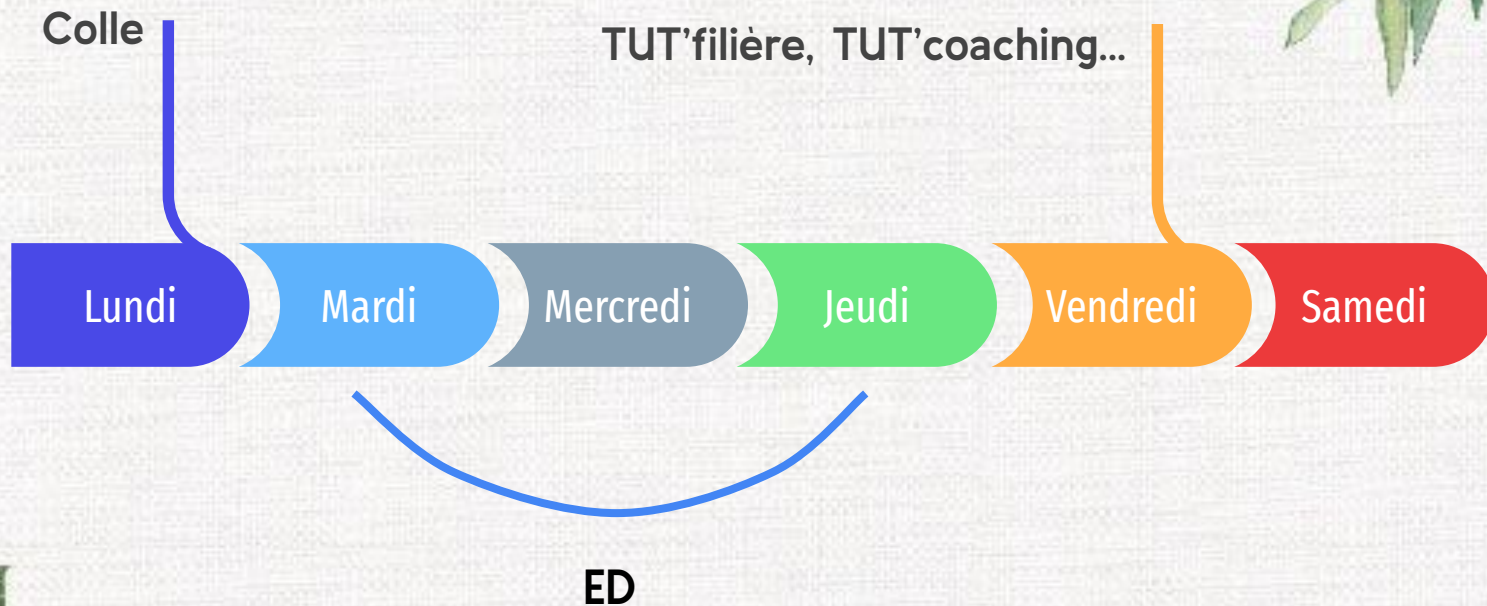 Colle
TUT’filière, TUT’coaching...
Lundi
Mardi
Mercredi
Jeudi
Vendredi
Samedi
ED